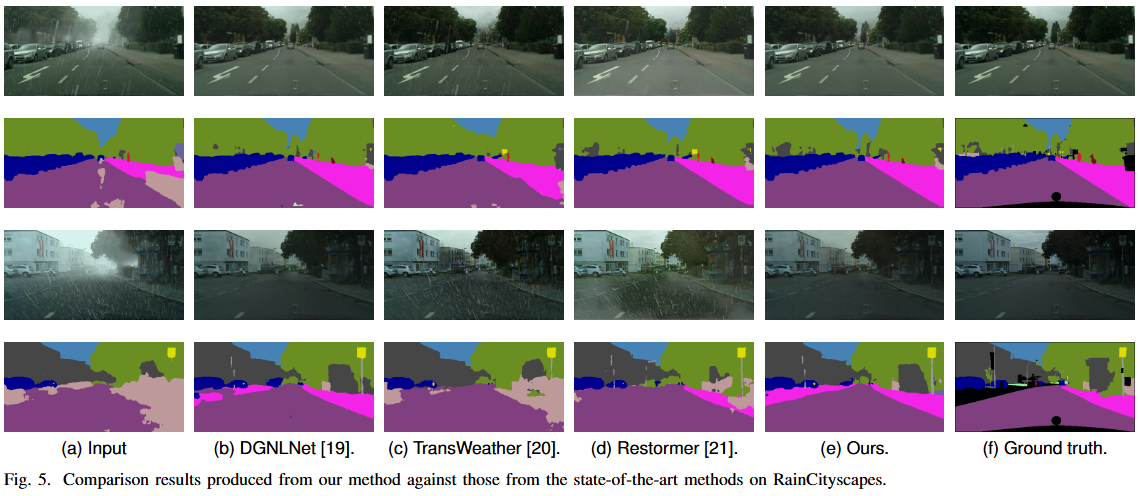 (a) Input
(b) DGNLNet [19].
(c) TransWeather [20].
(d) Restormer [21].
(e) Ours.
(f) Ground truth.
Fig. 5. Comparison results produced from our method against those from the state-of-the-art methods on RainCityscapes.